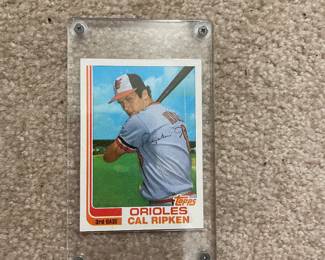 Topps
ORIOLES
3rd BASE CAL RIPKEN